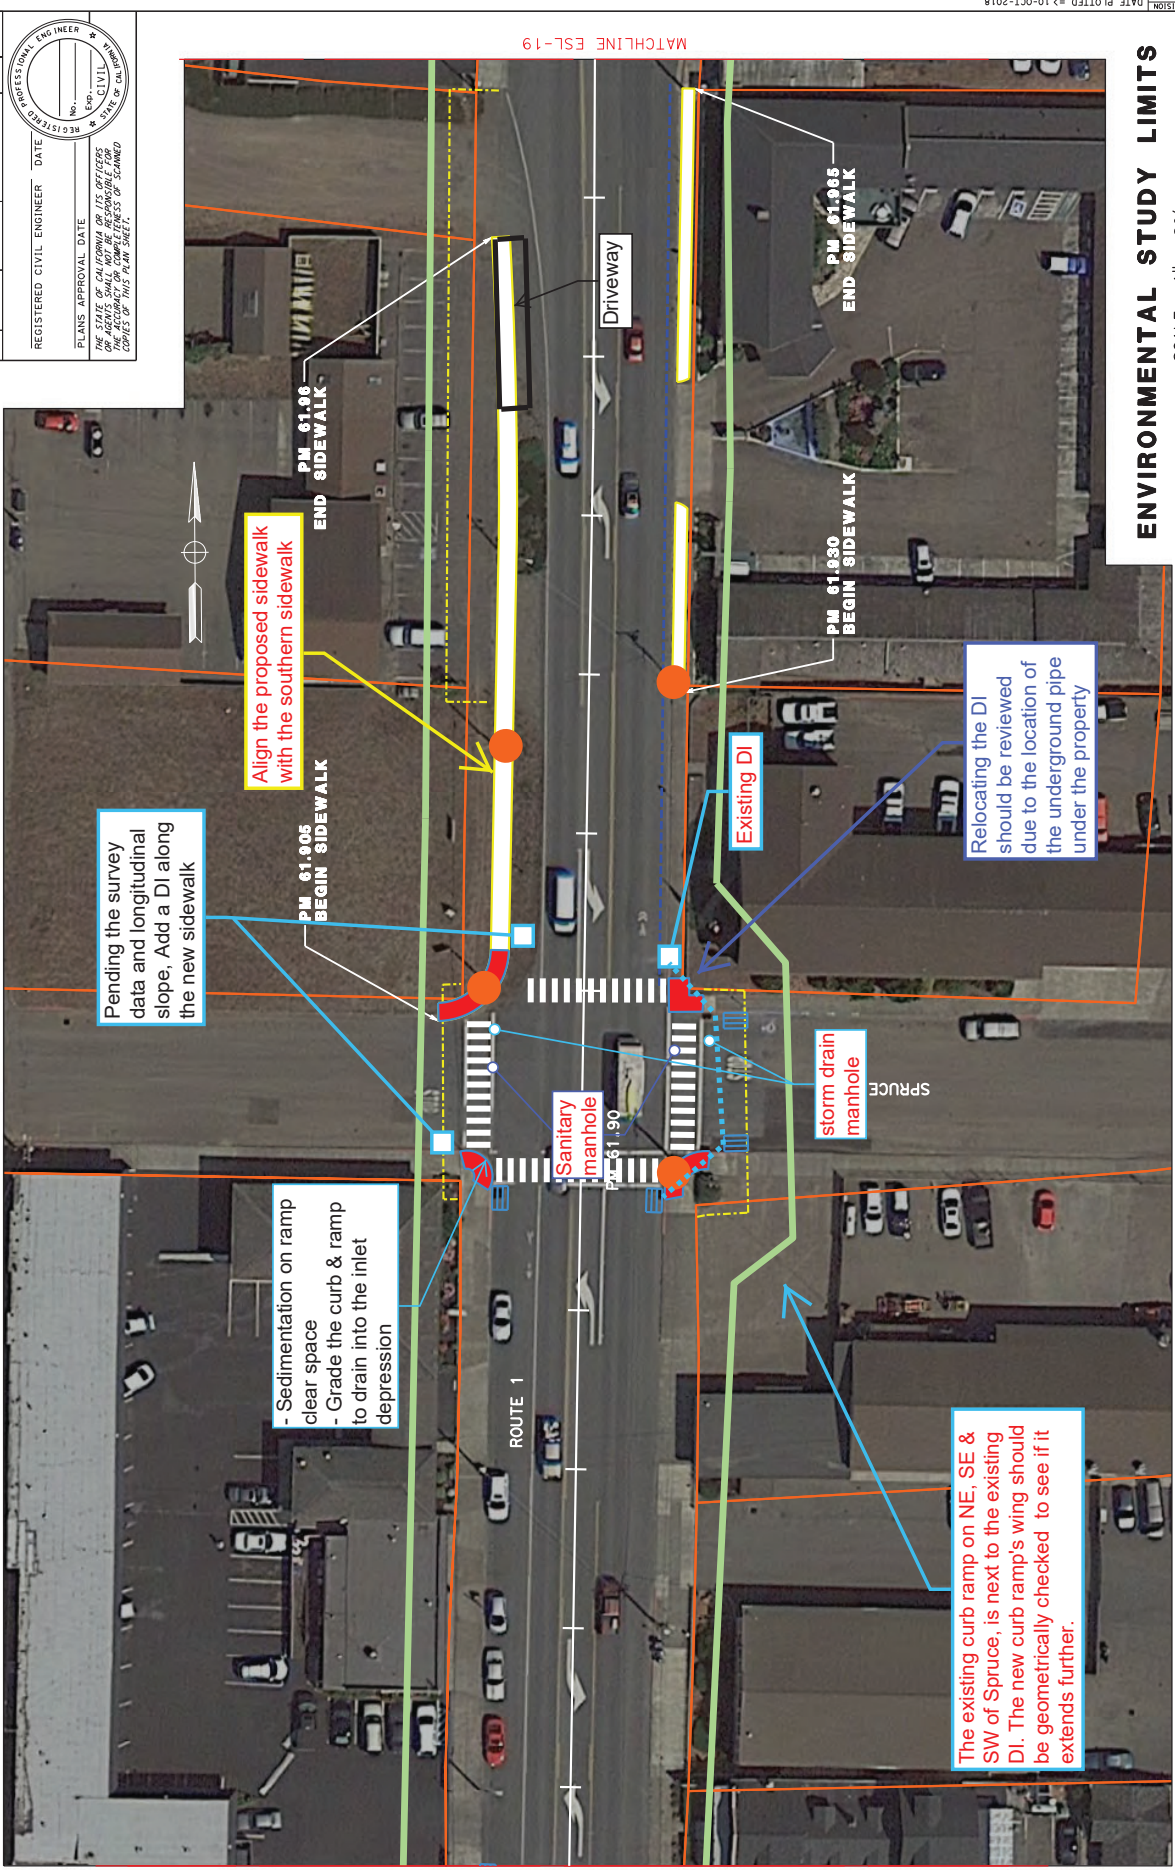 REGISTERED CIVIL ENGINEER DATE
PLANS APPROVAL DATE
THE STATE OF CALIFORNIA OR ITS OFFICERS
OR AGENTS SHALL NOT BE RESPONSIBLE FOR
THE ACCURACY OR COMPLETENESS OF SCANNED
COPIES OF THIS PLAN SHEET.
REGISTERED PROFESSIONAL ENGINEER
No.
Exp.
CIVIL
STATE OF CALIFORNIA
DATE PLOTTED => 10-OCT-2018
MATCHLINE ESL-19
Pending the survey
data and longitudinal
slope, Add a DI along
the new sidewalk
Align the proposed sidewalk
with the southern sidewalk
PM 61.905
BEGIN SIDEWALK
PM 61.96
END SIDEWALK
- Sedimentation on ramp
clear space
- Grade the curb & ramp
to drain into the inlet
depression
ROUTE 1
Sanitary
manhole
PM 61.90
Driveway
Existing DI
storm drain
manhole
SPRUCE
PM 61.930
BEGIN SIDEWALK
PM 61.965
END SIDEWALK
Relocating the DI
should be reviewed
due to the location of
the underground pipe
under the property
The existing curb ramp on NE, SE &
SW of Spruce, is next to the existing
DI. The new curb ramp's wing should
be geometrically checked to see if it
extends further.
ENVIRONMENTAL STUDY LIMITS